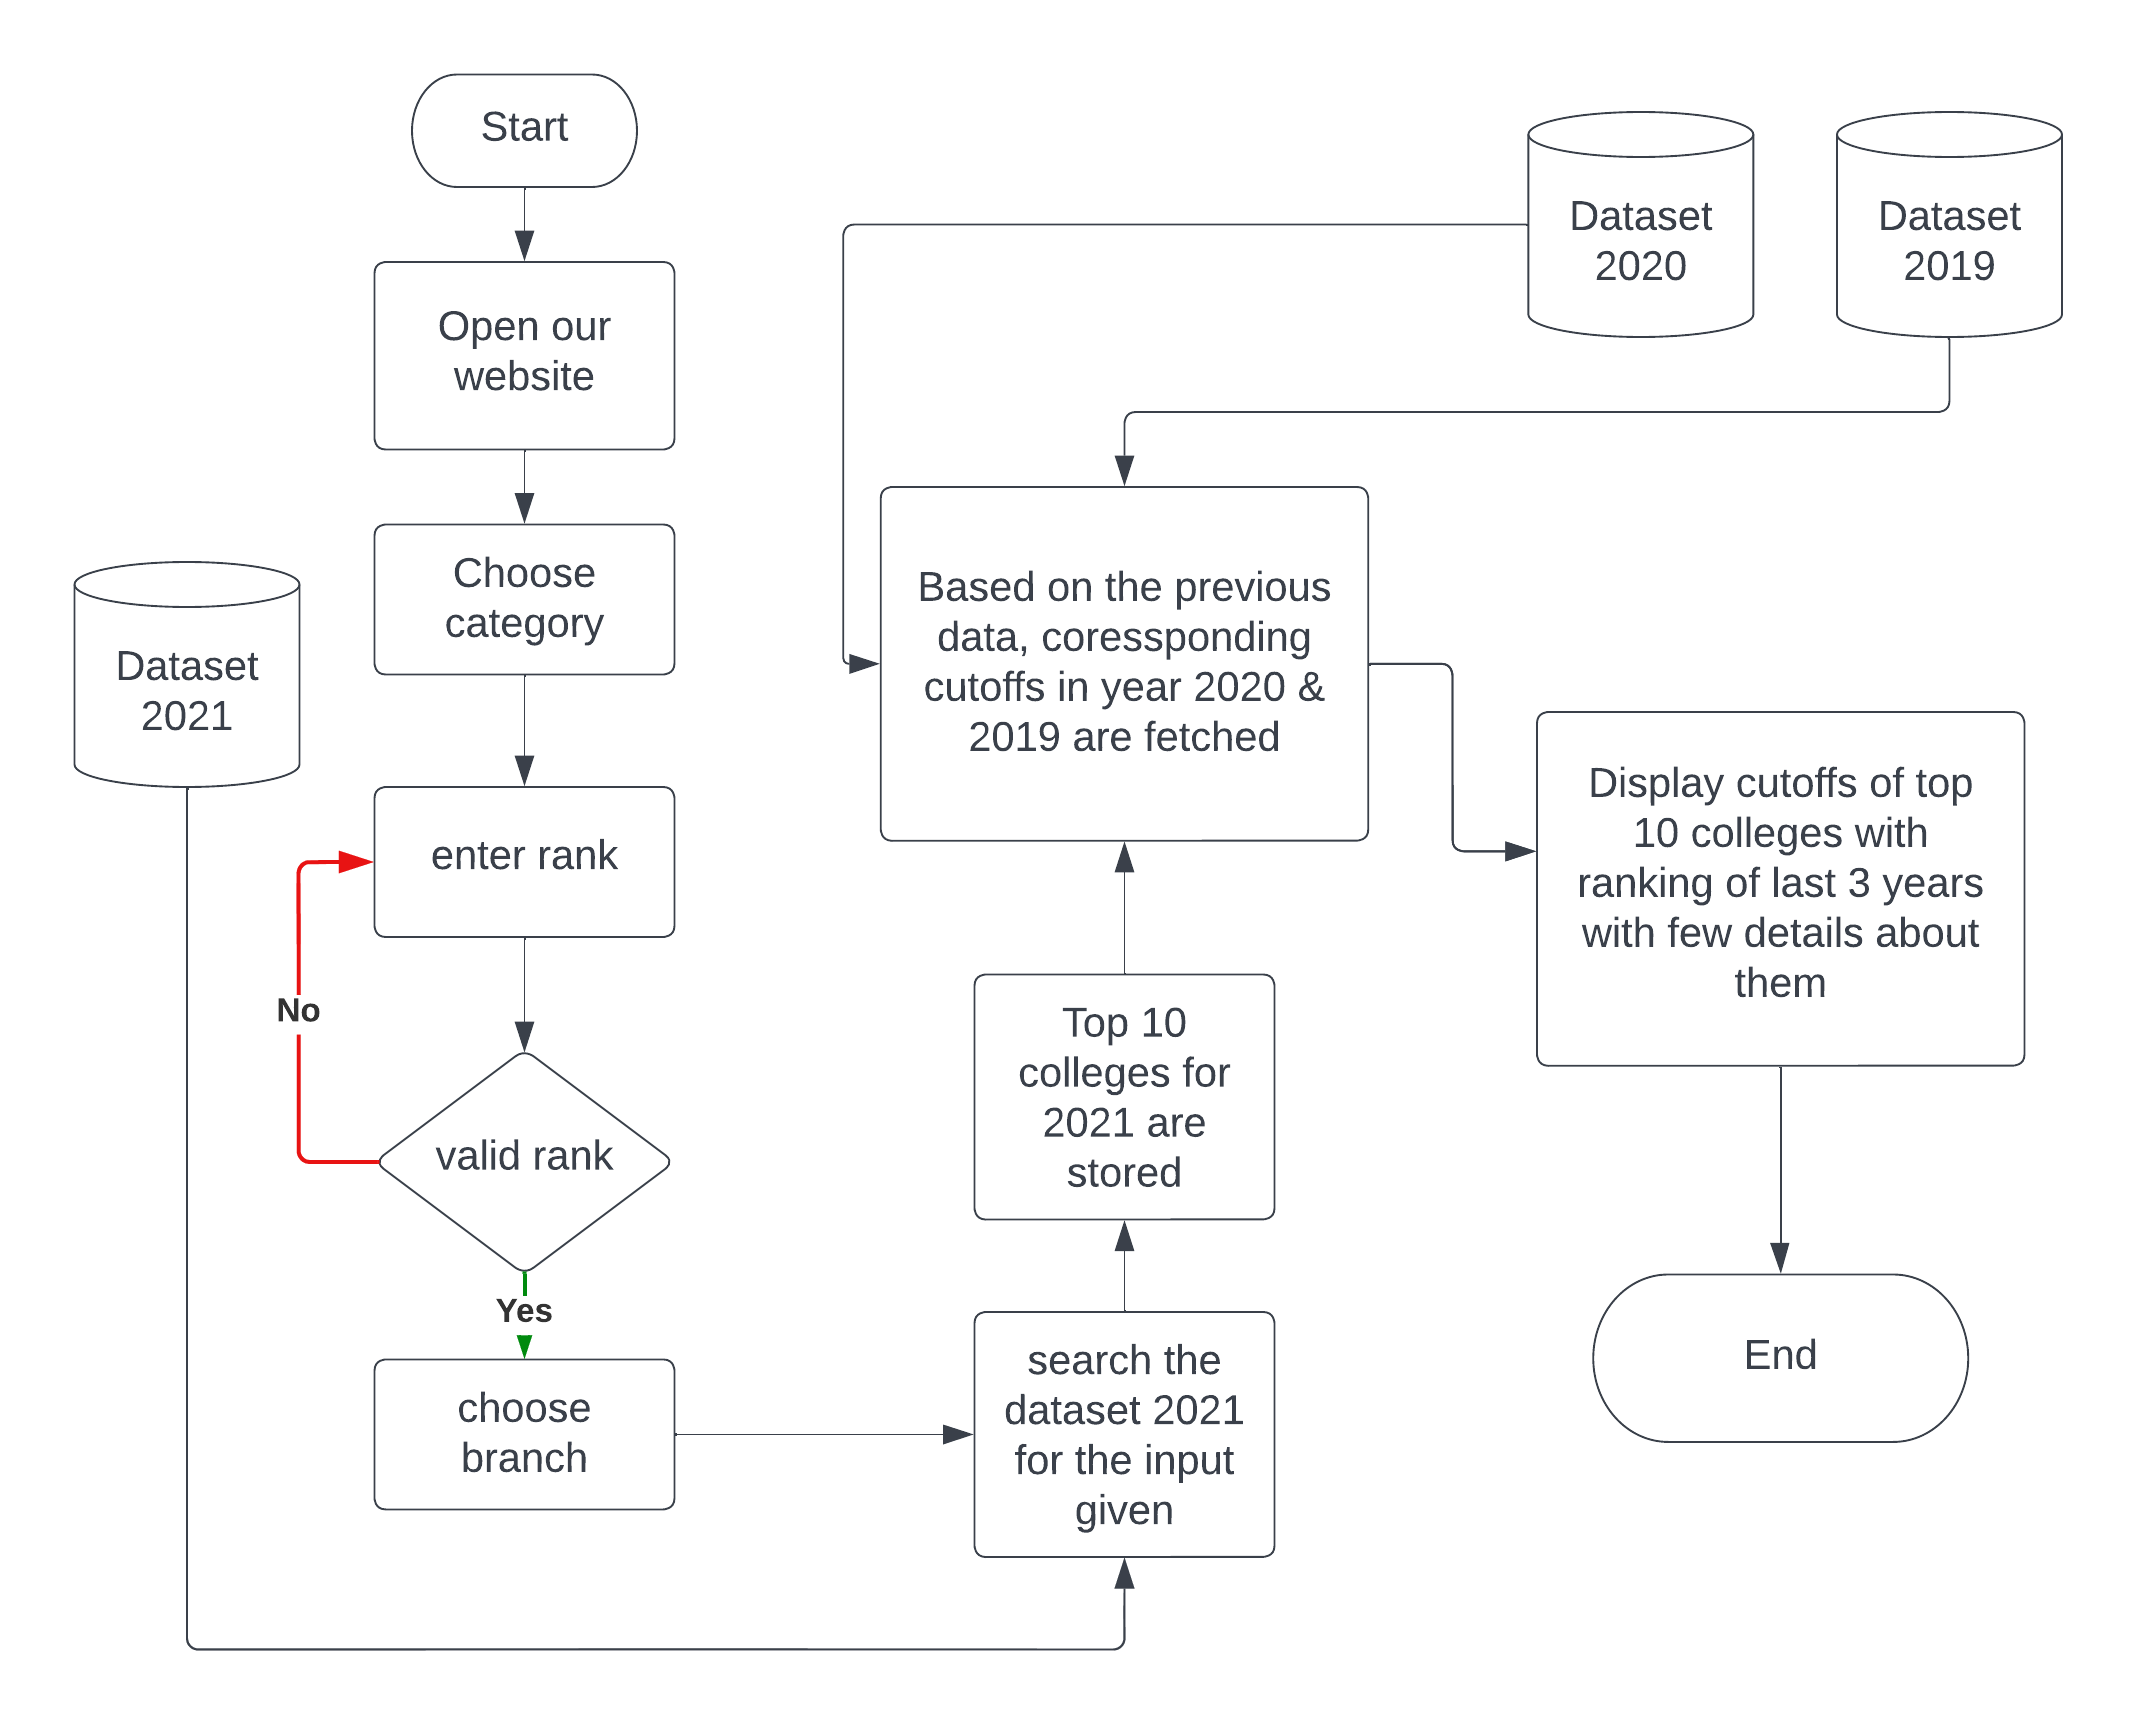 Start
Open our
website
Choose
category
Dataset
2021
enter rank
No
valid rank
Yes
choose
branch
search the
dataset 2021
for the input
given
Top 10
colleges for
2021 are
stored
Based on the previous
data, coressponding
cutoffs in year 2020 &
2019 are fetched
Dataset
2020
Dataset
2019
Display cutoffs of top
10 colleges with
ranking of last 3 years
with few details about
them
End